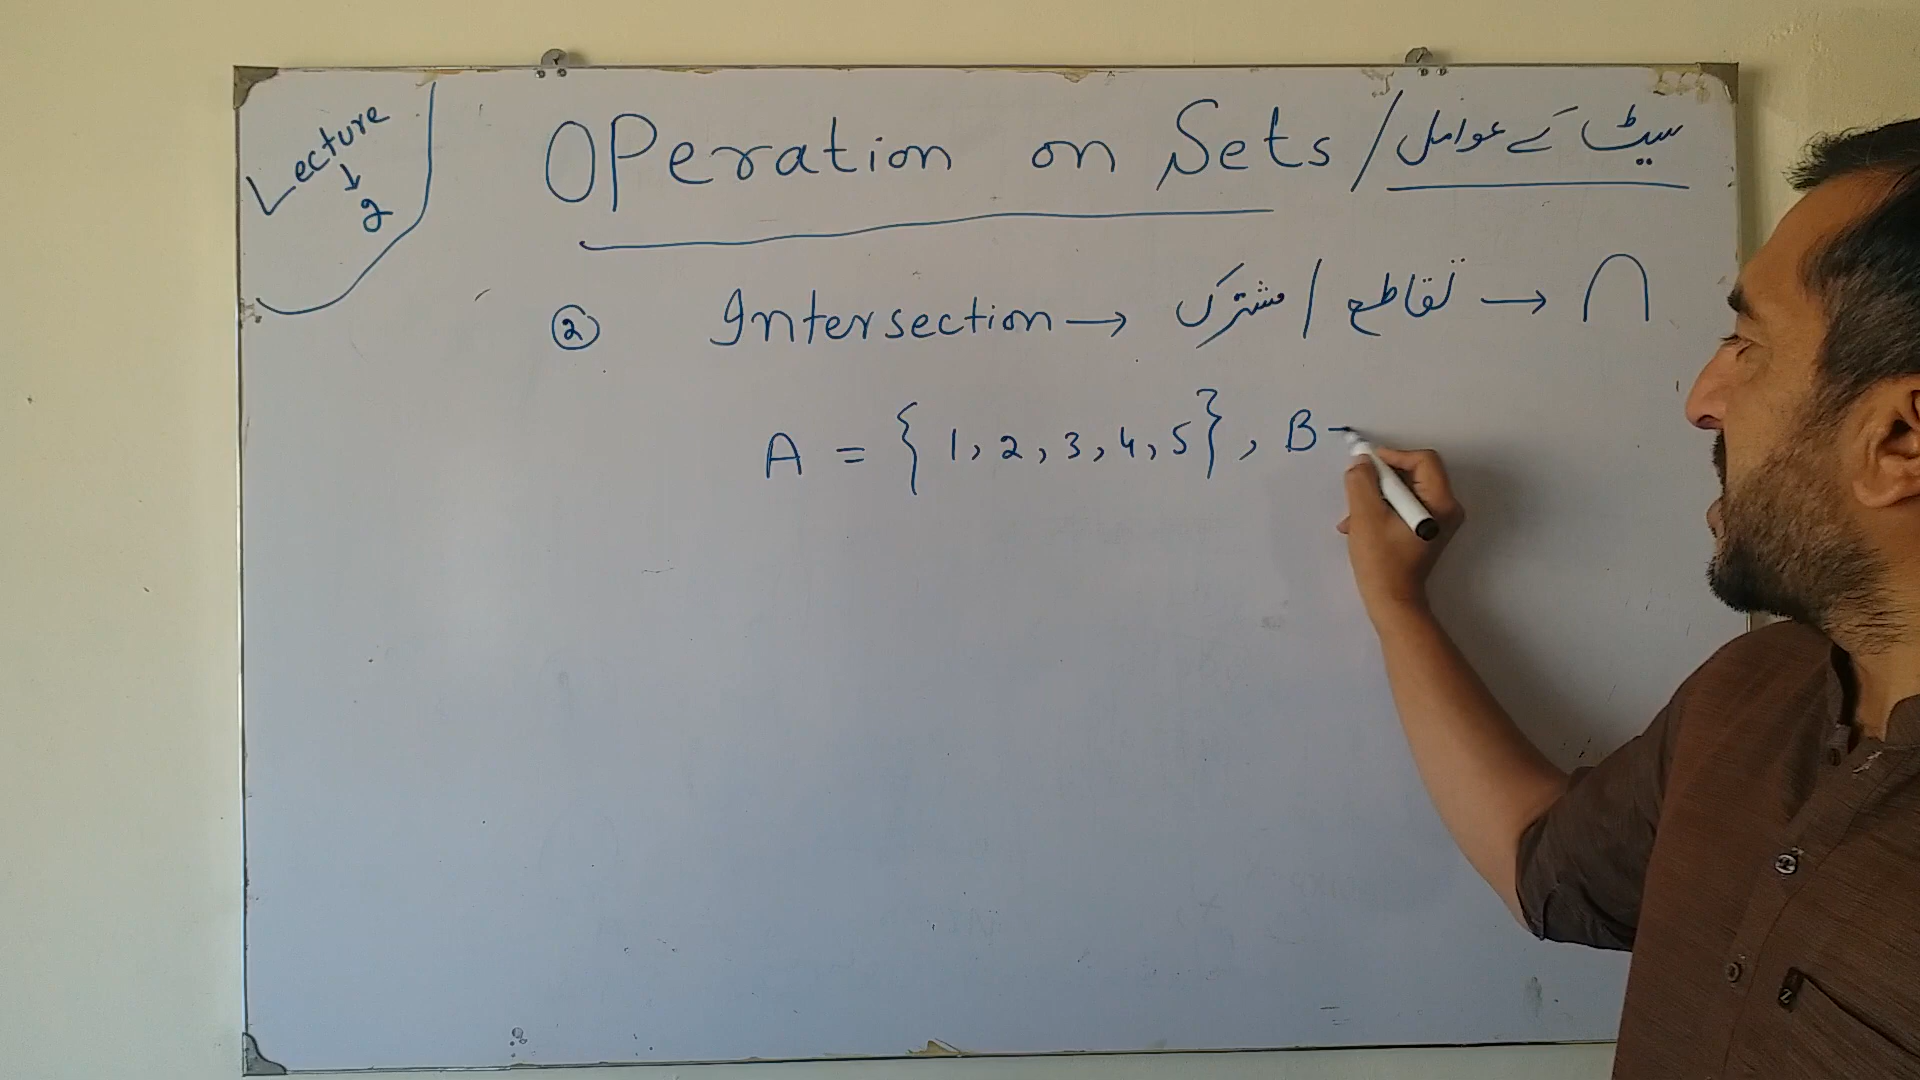 Lecture
↓
2
OPeration on Sets / سیٹ کے عوامل
② Intersection → مشترک / تقاطع → ∩
A = { 1, 2, 3, 4, 5 }, B -